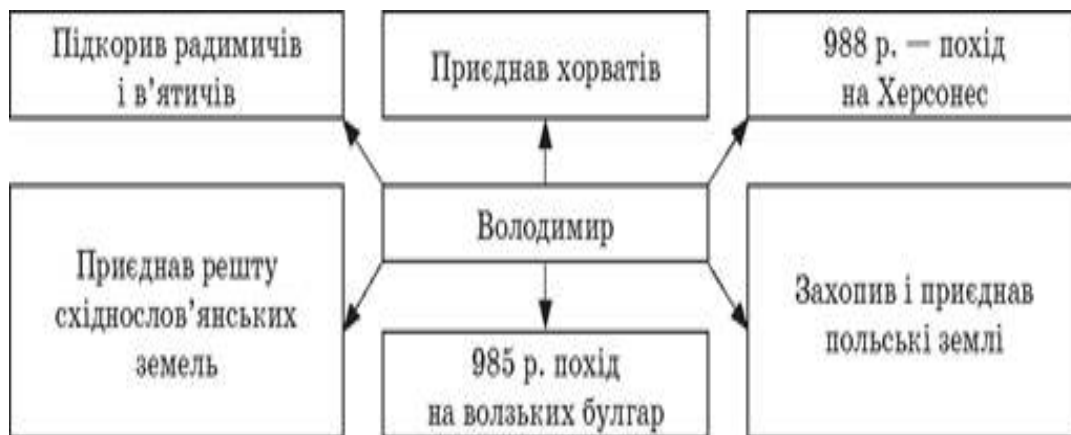 Підкорив радимичів
і в’ятичів
Приєднав хорватів
988 р. — похід
на Херсонес
Володимир
Приєднав решту
східнослов’янських
земель
985 р. похід
на волзьких булгар
Захопив і приєднав
польські землі